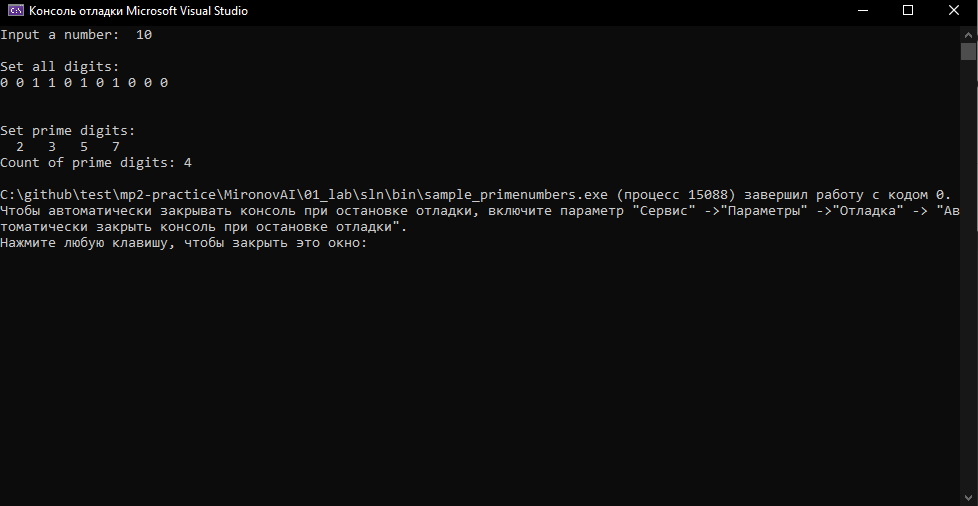 Консоль отладки Microsoft Visual Studio
Input a number:  10
Set all digits:
0 0 1 1 0 1 0 1 0 0 0
Set prime digits:
  2   3   5   7
Count of prime digits: 4
C:\github\test\mp2-practice\MironovAI\01_lab\sln\bin\sample_primenumbers.exe (процесс 15088) завершил работу с кодом 0.
Чтобы автоматически закрывать консоль при остановке отладки, включите параметр "Сервис" ->"Параметры" ->"Отладка" -> "Ав
томатически закрыть консоль при остановке отладки".
Нажмите любую клавишу, чтобы закрыть это окно: